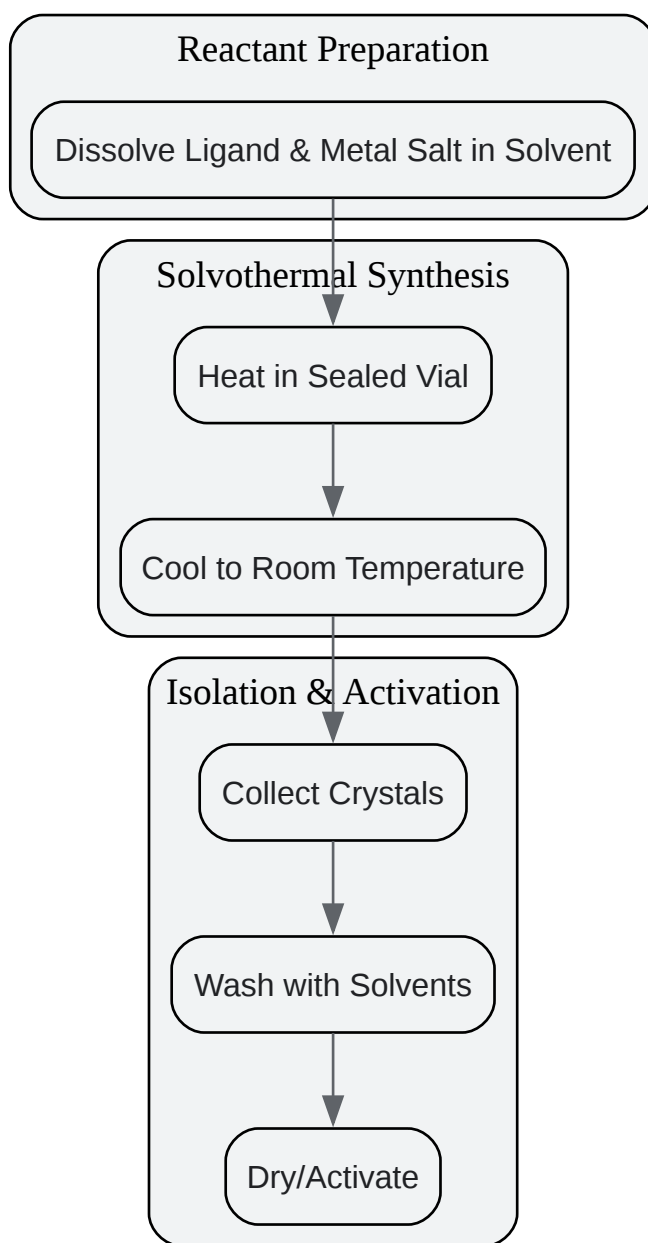 Reactant Preparation
Dissolve Ligand & Metal Salt in Solvent
Solvothermal Synthesis
Heat in Sealed Vial
Cool to Room Temperature
Isolation & Activation
Collect Crystals
Wash with Solvents
Dry/Activate